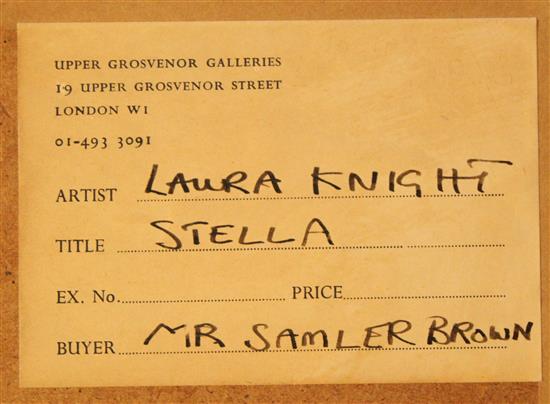 UPPER GROSVENOR GALLERIES
19 UPPER GROSVENOR STREET
LONDON W1
01-493 3091
ARTIST LAURA KNIGHT
TITLE STELLA
EX. No. PRICE
BUYER MR SAMLER BROWN